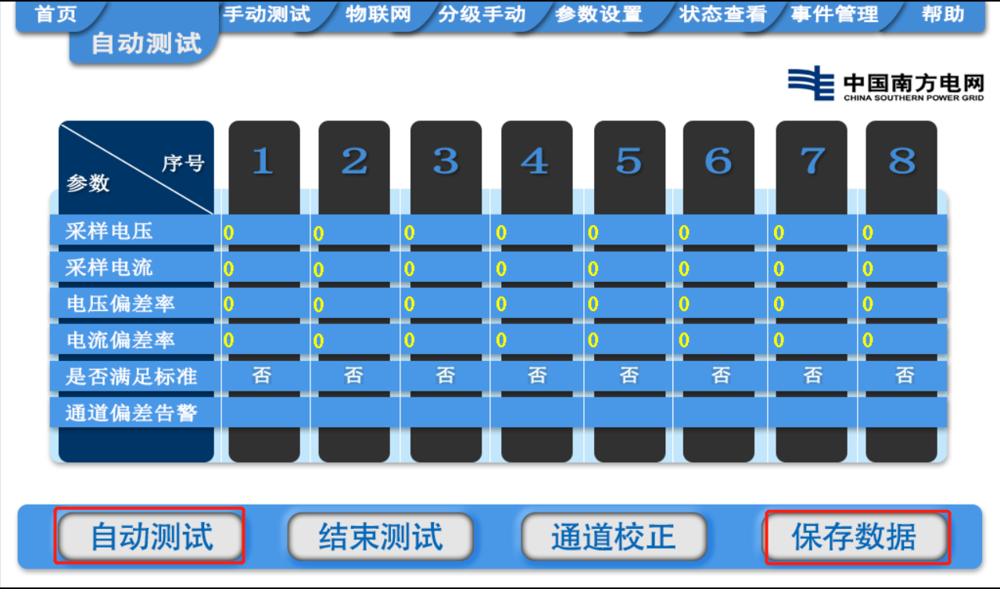 首页 手动测试 物联网 分级手动 参数设置 状态查看 事件管理 帮助
自动测试
中国南方电网
CHINA SOUTHERN POWER GRID
序号 1 2 3 4 5 6 7 8
参数
采样电压 0 0 0 0 0 0 0 0
采样电流 0 0 0 0 0 0 0 0
电压偏差率 0 0 0 0 0 0 0 0
电流偏差率 0 0 0 0 0 0 0 0
是否满足标准 否 否 否 否 否 否 否 否
通道偏差告警
自动测试 结束测试 通道校正 保存数据